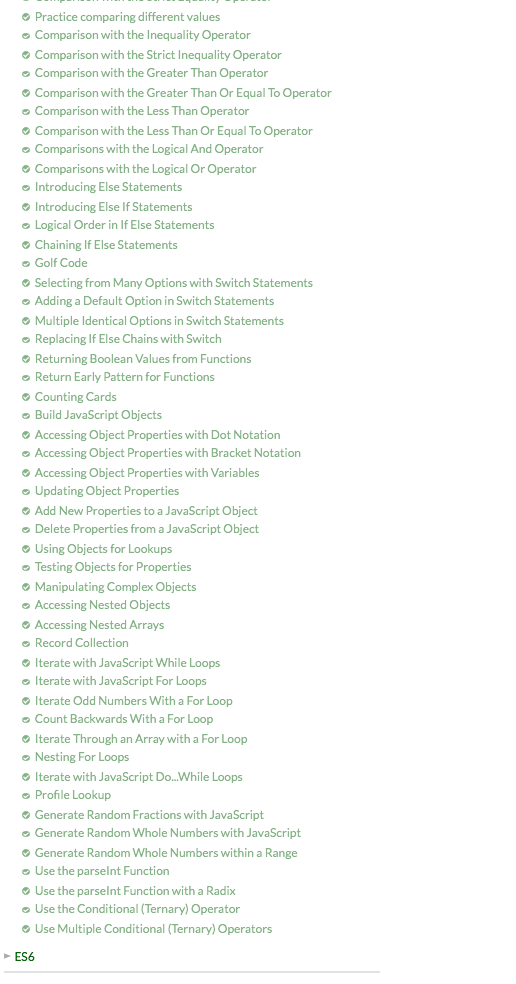 Comparison with the Strict Equality Operator
Practice comparing different values
Comparison with the Inequality Operator
Comparison with the Strict Inequality Operator
Comparison with the Greater Than Operator
Comparison with the Greater Than Or Equal To Operator
Comparison with the Less Than Operator
Comparison with the Less Than Or Equal To Operator
Comparisons with the Logical And Operator
Comparisons with the Logical Or Operator
Introducing Else Statements
Introducing Else If Statements
Logical Order in If Else Statements
Chaining If Else Statements
Golf Code
Selecting from Many Options with Switch Statements
Adding a Default Option in Switch Statements
Multiple Identical Options in Switch Statements
Replacing If Else Chains with Switch
Returning Boolean Values from Functions
Return Early Pattern for Functions
Counting Cards
Build JavaScript Objects
Accessing Object Properties with Dot Notation
Accessing Object Properties with Bracket Notation
Accessing Object Properties with Variables
Updating Object Properties
Add New Properties to a JavaScript Object
Delete Properties from a JavaScript Object
Using Objects for Lookups
Testing Objects for Properties
Manipulating Complex Objects
Accessing Nested Objects
Accessing Nested Arrays
Record Collection
Iterate with JavaScript While Loops
Iterate with JavaScript For Loops
Iterate Odd Numbers With a For Loop
Count Backwards With a For Loop
Iterate Through an Array with a For Loop
Nesting For Loops
Iterate with JavaScript Do...While Loops
Profile Lookup
Generate Random Fractions with JavaScript
Generate Random Whole Numbers with JavaScript
Generate Random Whole Numbers within a Range
Use the parseInt Function
Use the parseInt Function with a Radix
Use the Conditional (Ternary) Operator
Use Multiple Conditional (Ternary) Operators
ES6